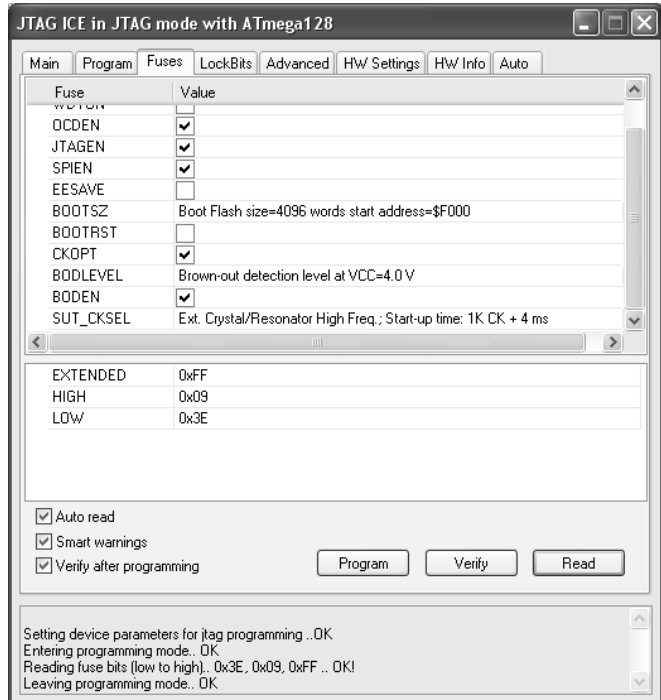 JTAG ICE in JTAG mode with ATmega128
Main Program Fuses LockBits Advanced HW Settings HW Info Auto
Fuse Value
OCDEN
JTAGEN
SPIEN
EESAVE
BOOTSZ Boot Flash size=4096 words start address=$F000
BOOTRST
CKOPT
BODLEVEL Brown-out detection level at VCC=4.0 V
BODEN
SUT_CKSEL Ext. Crystal/Resonator High Freq.; Start-up time: 1K CK + 4 ms
EXTENDED 0xFF
HIGH 0x09
LOW 0x3E
Auto read
Smart warnings
Verify after programming
Program Verify Read
Setting device parameters for jtag programming ..OK
Entering programming mode.. OK
Reading fuse bits (low to high).. 0x3E, 0x09, 0xFF .. OK!
Leaving programming mode.. OK